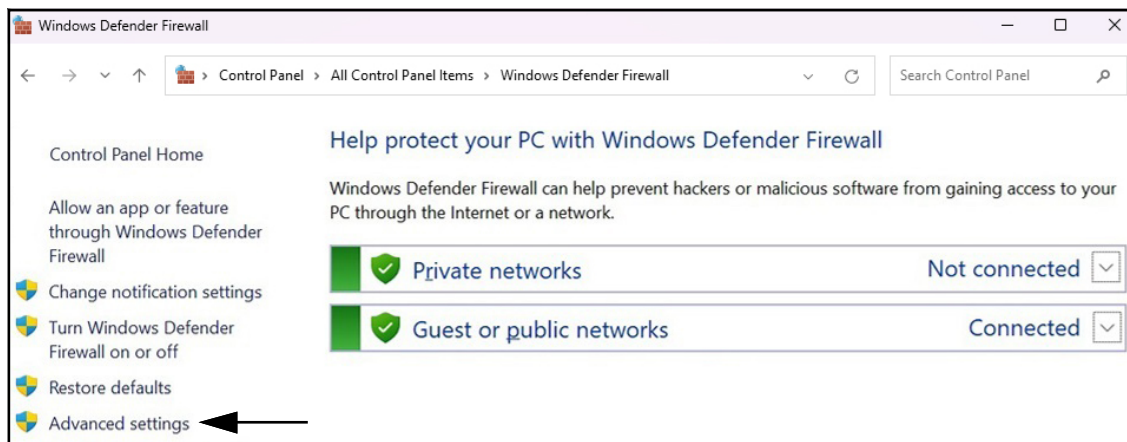 Windows Defender Firewall
Control Panel > All Control Panel Items > Windows Defender Firewall
Search Control Panel
Control Panel Home
Allow an app or feature
through Windows Defender
Firewall
Change notification settings
Turn Windows Defender
Firewall on or off
Restore defaults
Advanced settings
Help protect your PC with Windows Defender Firewall
Windows Defender Firewall can help prevent hackers or malicious software from gaining access to your
PC through the Internet or a network.
Private networks Not connected
Guest or public networks Connected